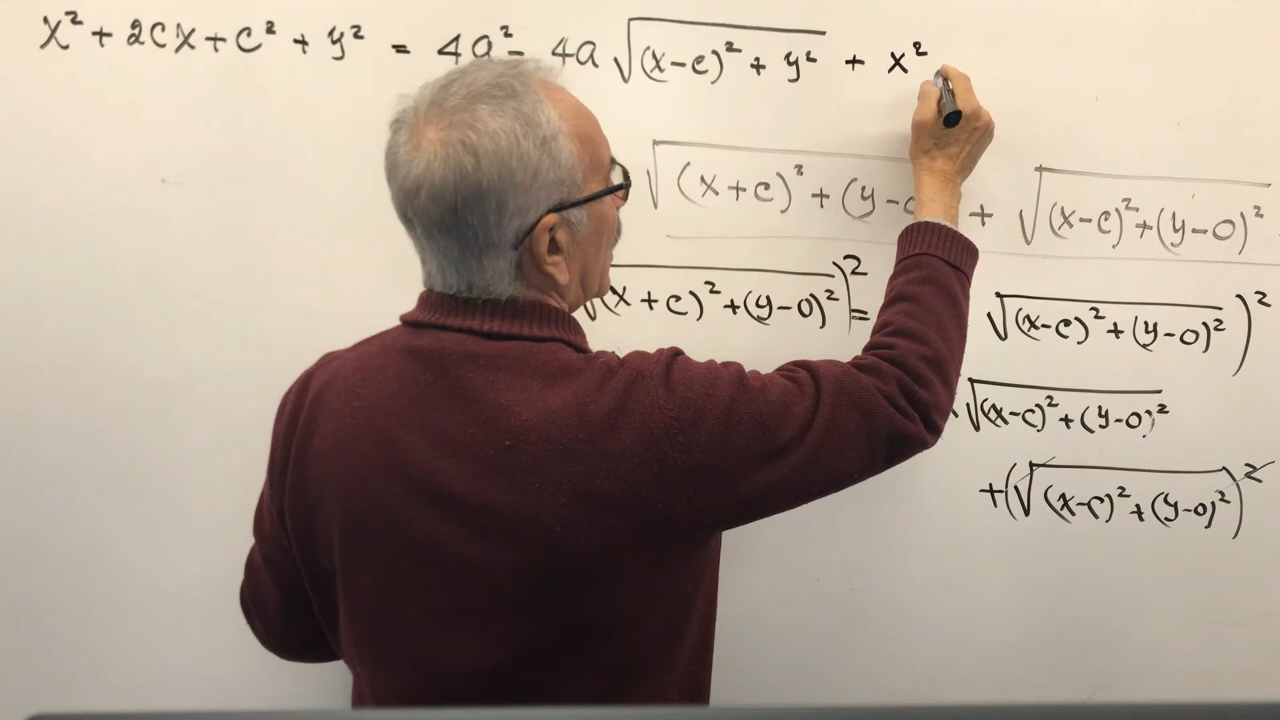 x² + 2cx + c² + y² = 4a² - 4a √(x-c)² + y² + x²
√(x+c)² + (y-0 + √(x-c)²+(y-0)²
√(x+c)²+(y-0)²)² = √(x-c)²+(y-0)²)²
√(x-c)²+(y-0)²
+(√(x-c)²+(y-0)²)²